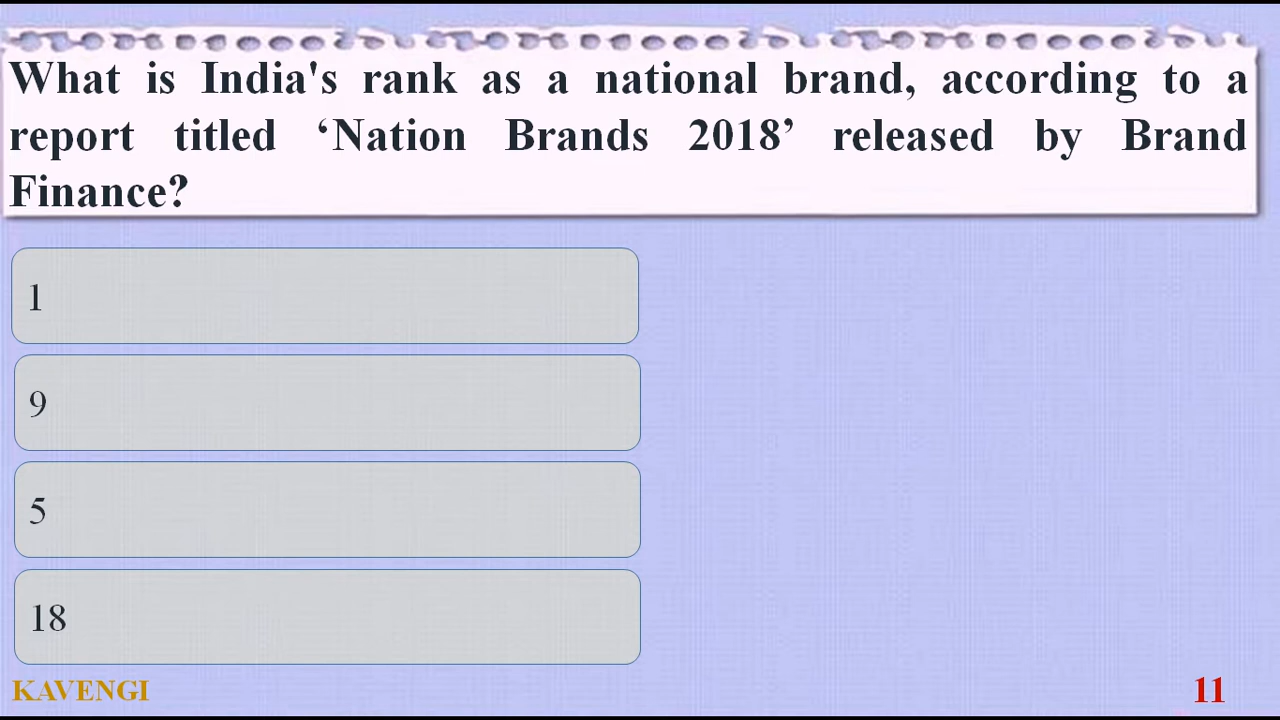 What is India's rank as a national brand, according to a
report titled ‘Nation Brands 2018’ released by Brand
Finance?
1
9
5
18
KAVENGI
11